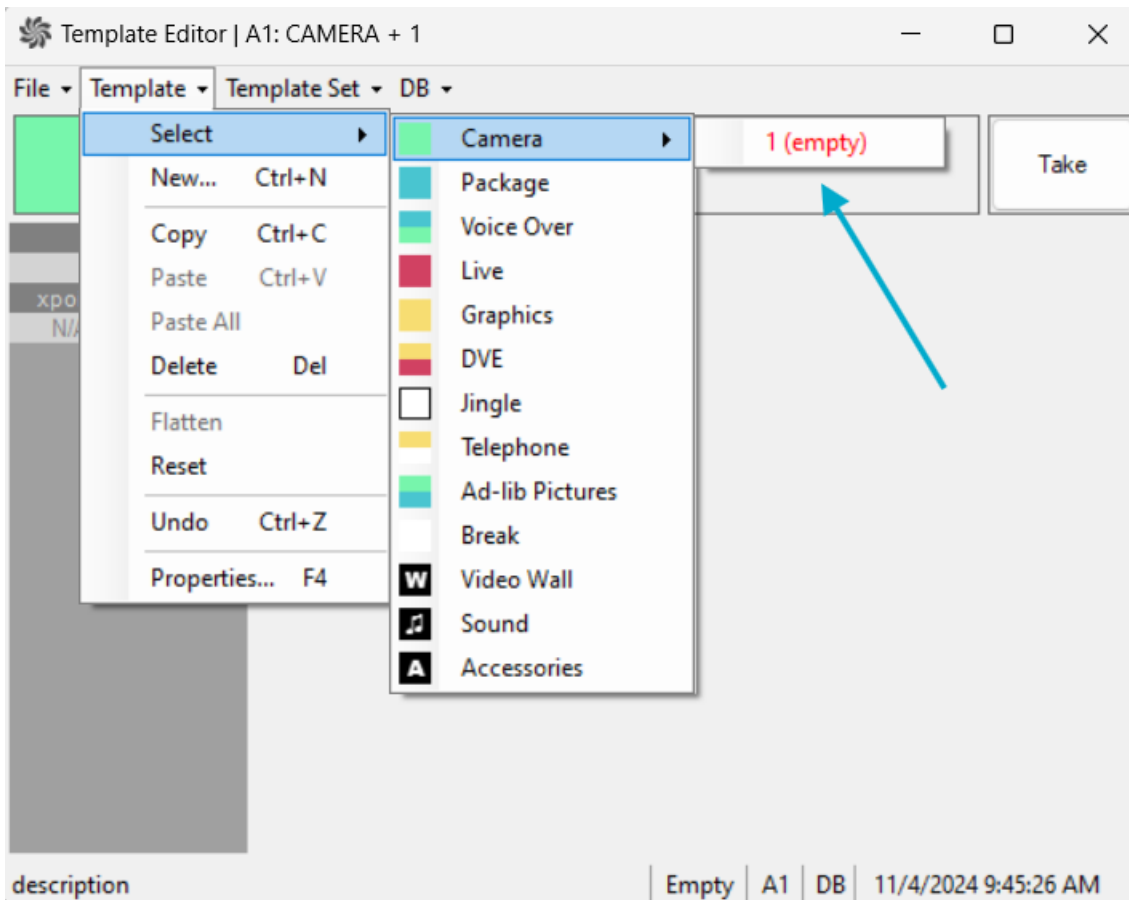 Template Editor | A1: CAMERA + 1
File Template Template Set DB
Select
New... Ctrl+N
Copy Ctrl+C
Paste Ctrl+V
Paste All
Delete Del
Flatten
Reset
Undo Ctrl+Z
Properties... F4
Camera
Package
Voice Over
Live
Graphics
DVE
Jingle
Telephone
Ad-lib Pictures
Break
W Video Wall
Sound
A Accessories
1 (empty)
Take
xpo
description Empty A1 DB 11/4/2024 9:45:26 AM